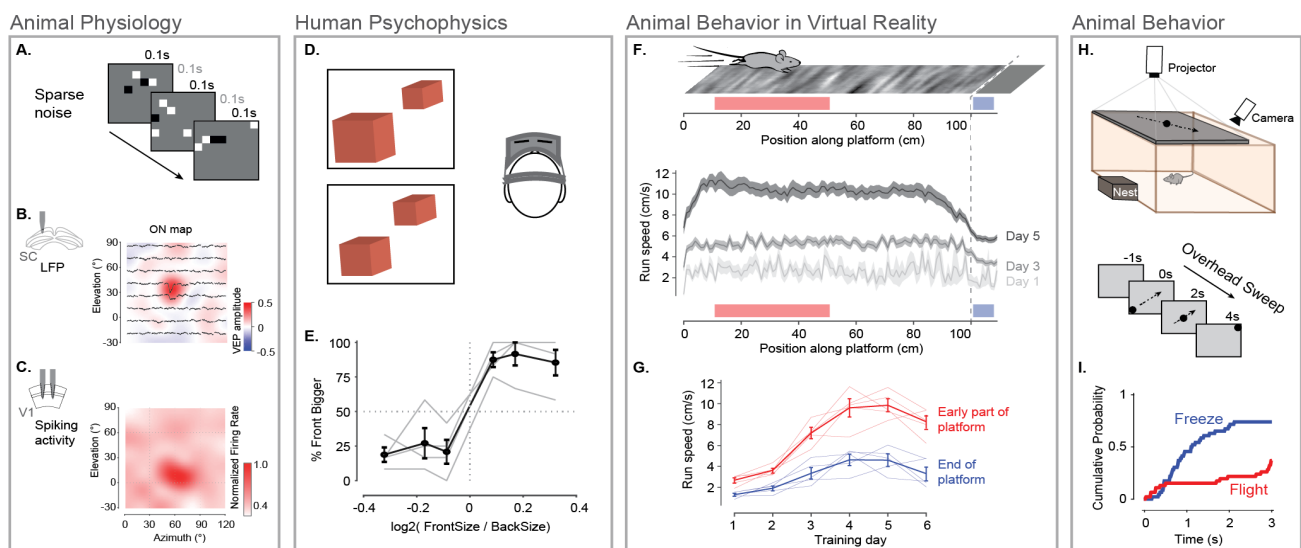 Animal Physiology
A.
0.1s
0.1s
0.1s
0.1s
0.1s
Sparse
noise
B.
SC
LFP
ON map
Elevation (°)
90
60
30
0
-30
VEP amplitude
0.5
-0.5
C.
V1
Spiking
activity
Elevation (°)
90
60
30
0
-30
0
30
60
90
120
Azimuth (°)
Normalized Firing Rate
1.0
0.4
Human Psychophysics
D.
E.
% Front Bigger
100
75
50
25
0
-0.4
-0.2
0.0
0.2
0.4
log2( FrontSize / BackSize)
Animal Behavior in Virtual Reality
F.
0
20
40
60
80
100
Position along platform (cm)
Run speed (cm/s)
12
10
8
6
4
2
Day 5
Day 3
Day 1
0
20
40
60
80
100
Position along platform (cm)
G.
Run speed (cm/s)
12
10
8
6
4
2
Early part of
platform
End of
platform
1
2
3
4
5
6
Training day
Animal Behavior
H.
Projector
Camera
Nest
-1s
0s
2s
4s
Overhead Sweep
I.
Cumulative Probability
1
0.5
0
Freeze
Flight
0
1
2
3
Time (s)